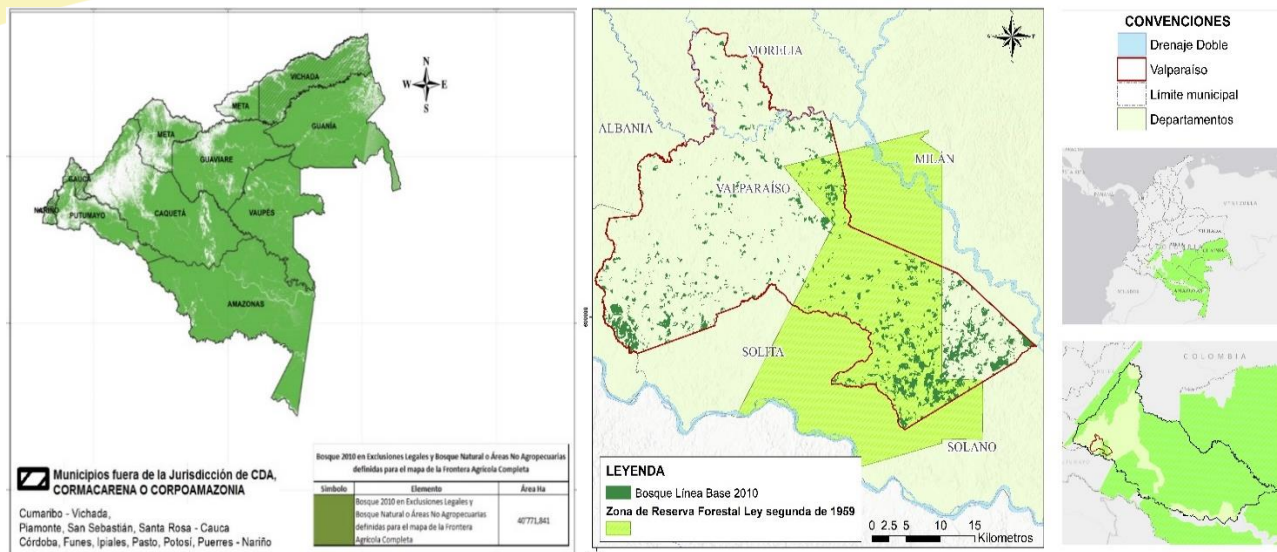 VICHADA
META
META
GUANÍA
GUAVIARE
CAUCA
NARIÑO
PUTUMAYO
CAQUETÁ
VAUPÉS
AMAZONAS
N
W E
S
Municipios fuera de la Jurisdicción de CDA,
CORMACARENA O CORPOAMAZONIA
Cumaribo - Vichada,
Piamonte, San Sebastián, Santa Rosa - Cauca
Córdoba, Funes, Ipiales, Pasto, Potosí, Puerres - Nariño
Bosque 2010 en Exclusiones Legales y Bosque Natural o Áreas No Agropecuarias
definidas para el mapa de la Frontera Agrícola Completa
Símbolo Elemento Área Ha
Bosque 2010 en Exclusiones Legales y
Bosque Natural o Áreas No Agropecuarias
definidas para el mapa de la Frontera
Agrícola Completa
40'771,841
MORELIA
ALBANIA
MILÁN
VALPARAÍSO
SOLITA
SOLANO
LEYENDA
Bosque Línea Base 2010
Zona de Reserva Forestal Ley segunda de 1959
0 2.5 5 10 15
Kilometros
CONVENCIONES
Drenaje Doble
Valparaíso
Límite municipal
Departamentos
COLOMBIA